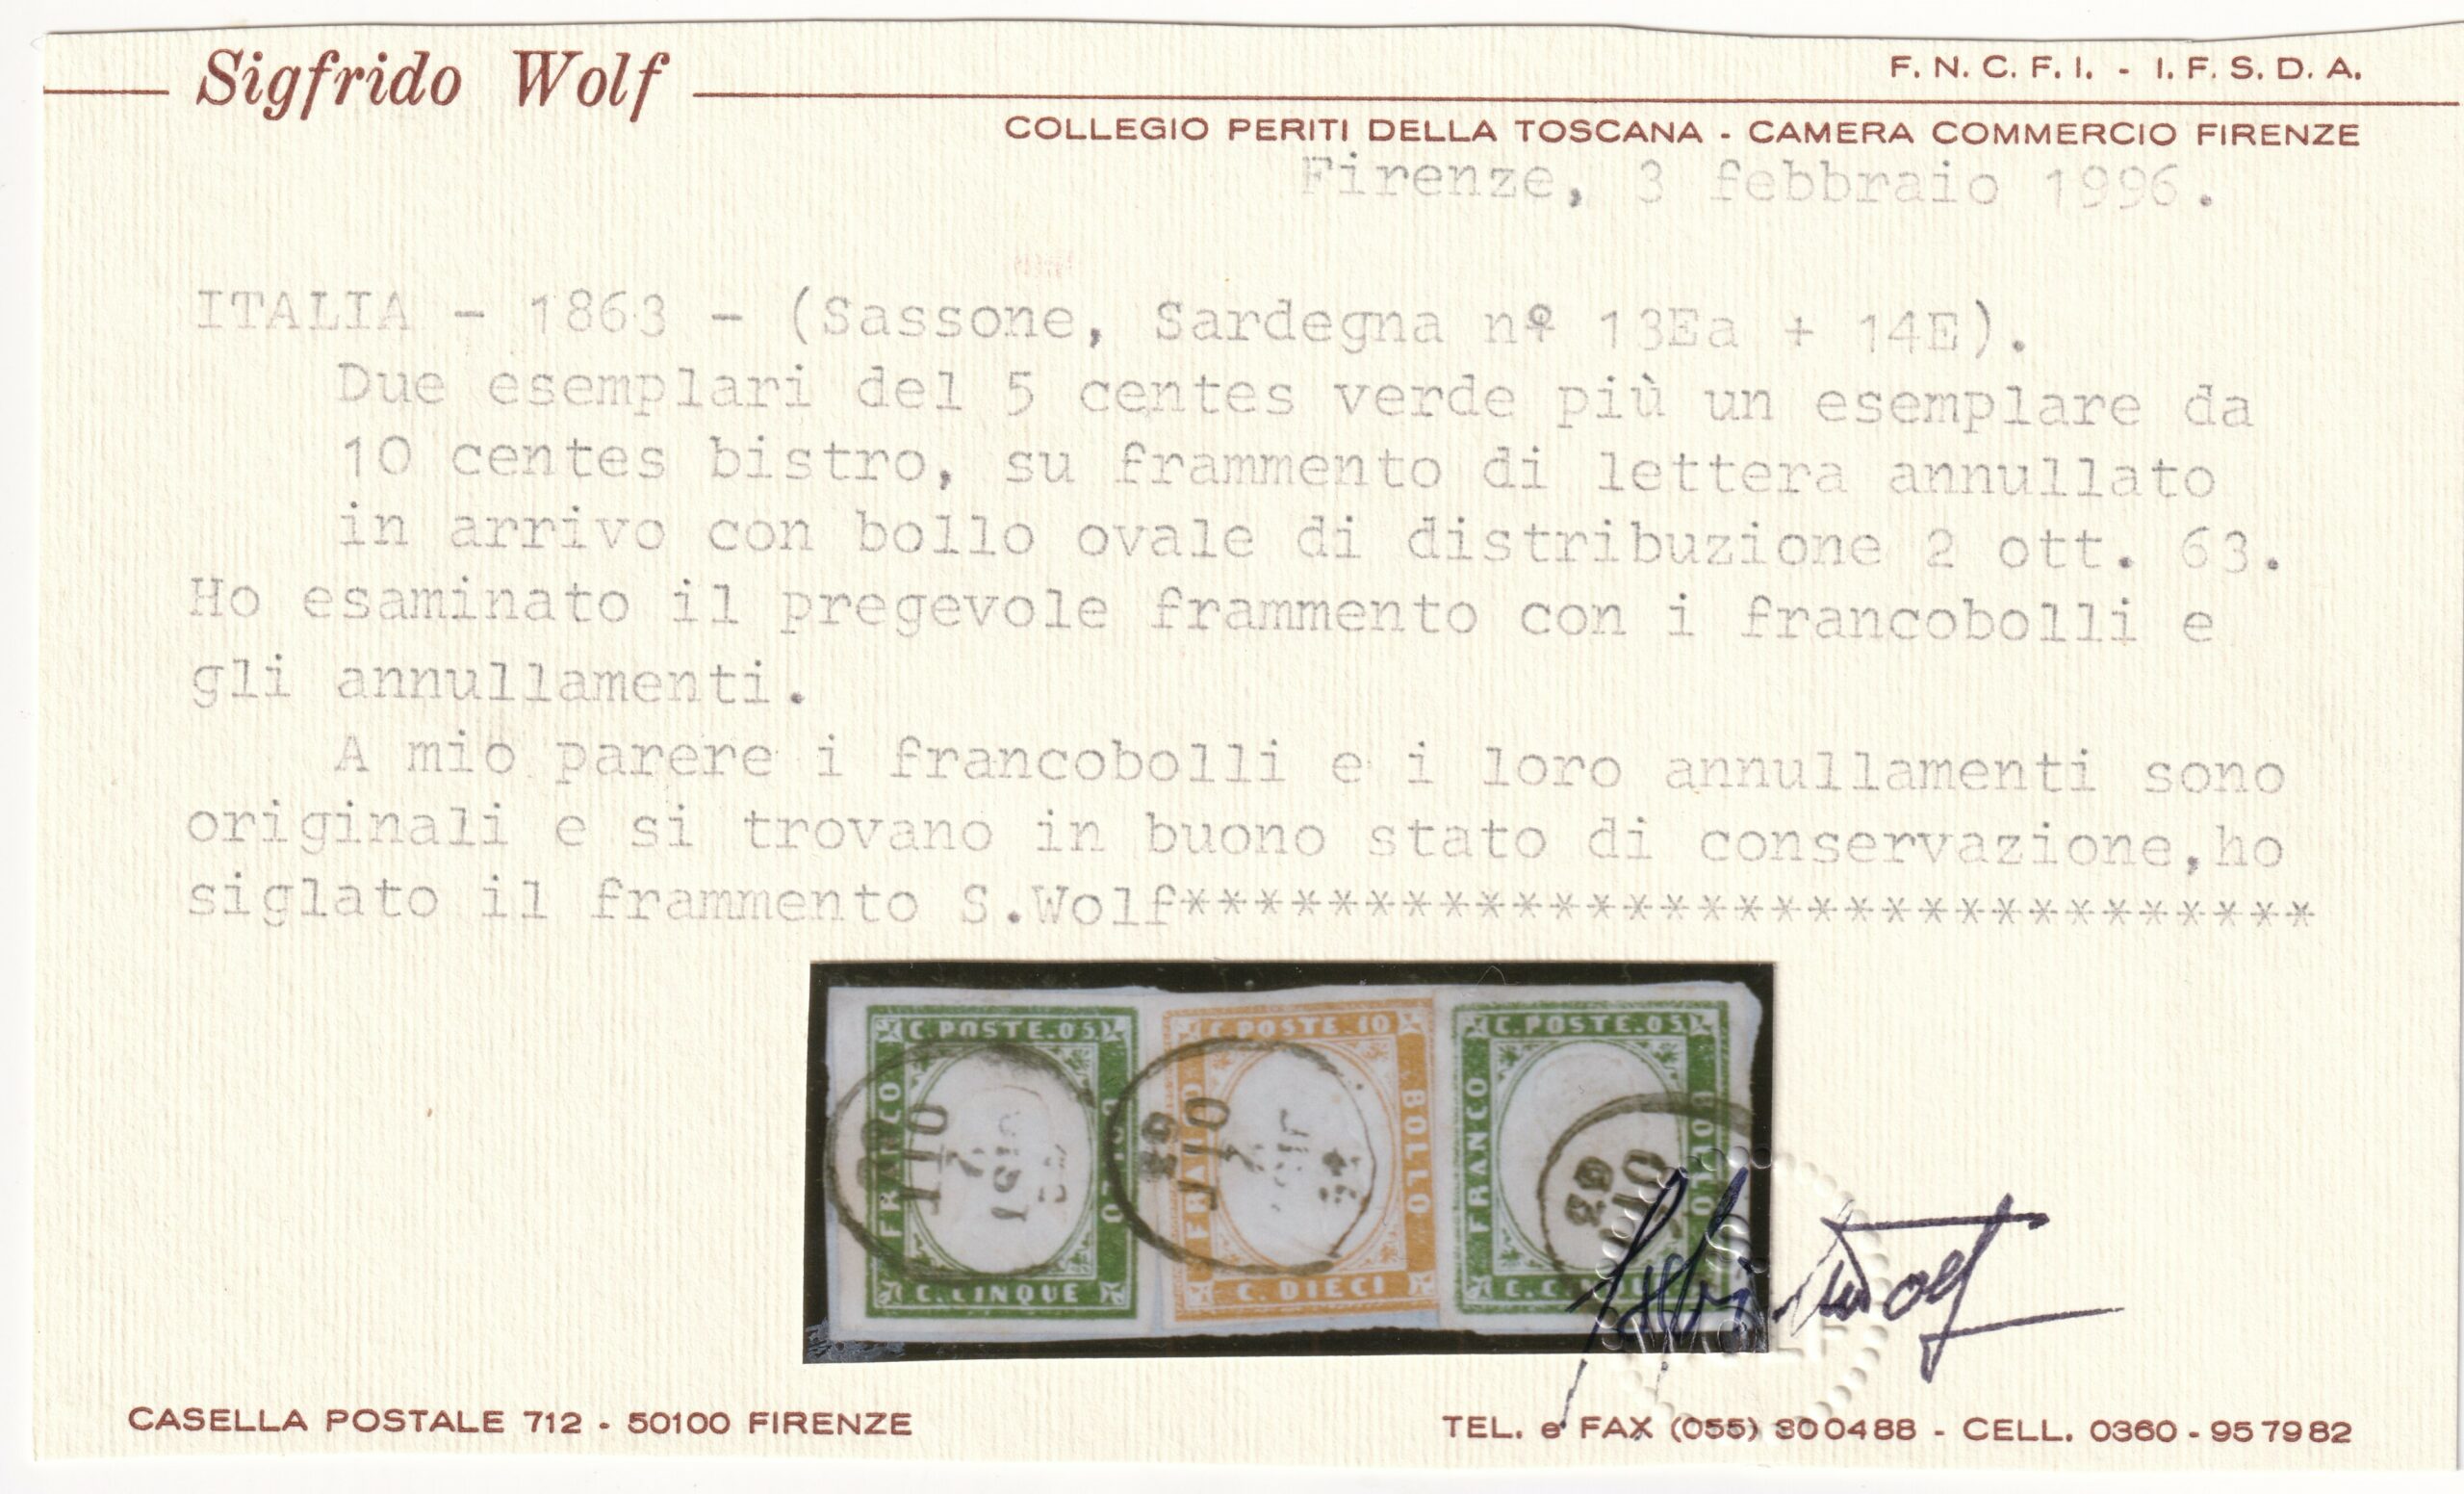 Sigfrido Wolf
F. N. C. F. I. - I. F. S. D. A.
COLLEGIO PERITI DELLA TOSCANA - CAMERA COMMERCIO FIRENZE
Firenze, 3 febbraio 1996.
ITALIA - 1863 - (Sassone, Sardegna nº 13Ea + 14E).
Due esemplari del 5 centes verde più un esemplare da
10 centes bistro, su frammento di lettera annullato
in arrivo con bollo ovale di distribuzione 2 ott. 63.
Ho esaminato il pregevole frammento con i francobolli e
gli annullamenti.
A mio parere i francobolli e i loro annullamenti sono
originali e si trovano in buono stato di conservazione,ho
siglato il frammento S.Wolf*******************************
C. POSTE. 05
FRANCO
C. CINQUE
C. POSTE. 10
FRANCO
BOLLO
C. DIECI
C. POSTE. 05
FRANCO
BOLLO
OTT
63
Wolf
CASELLA POSTALE 712 - 50100 FIRENZE
TEL. e FAX (055) 800488 - CELL. 0360 - 957982